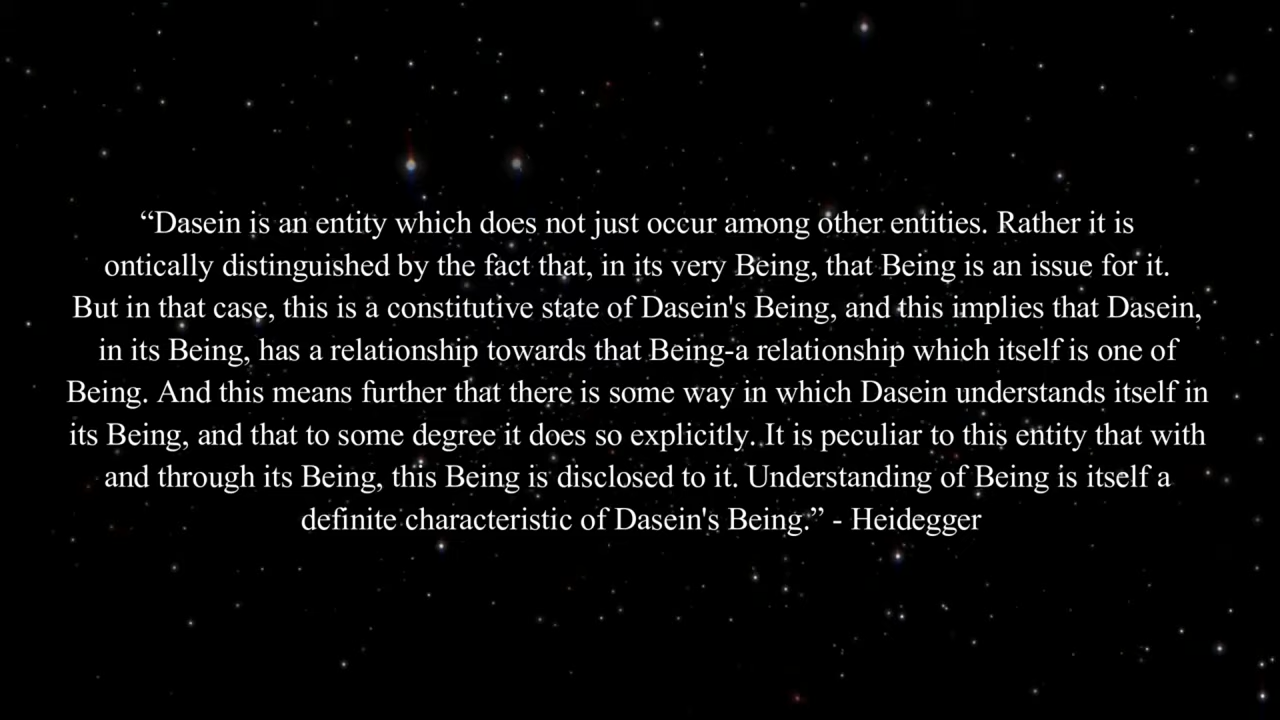 “Dasein is an entity which does not just occur among other entities. Rather it is
ontically distinguished by the fact that, in its very Being, that Being is an issue for it.
But in that case, this is a constitutive state of Dasein's Being, and this implies that Dasein,
in its Being, has a relationship towards that Being-a relationship which itself is one of
Being. And this means further that there is some way in which Dasein understands itself in
its Being, and that to some degree it does so explicitly. It is peculiar to this entity that with
and through its Being, this Being is disclosed to it. Understanding of Being is itself a
definite characteristic of Dasein's Being.” - Heidegger